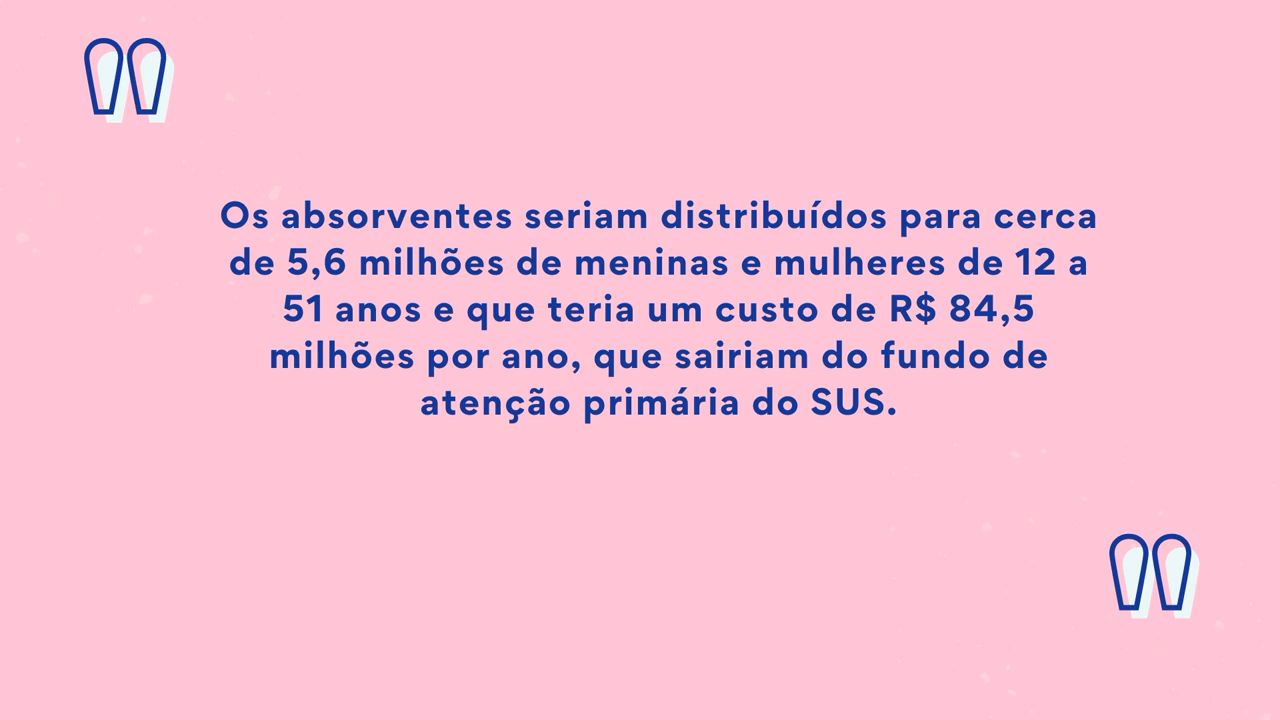 Os absorventes seriam distribuídos para cerca
de 5,6 milhões de meninas e mulheres de 12 a
51 anos e que teria um custo de R$ 84,5
milhões por ano, que sairiam do fundo de
atenção primária do SUS.